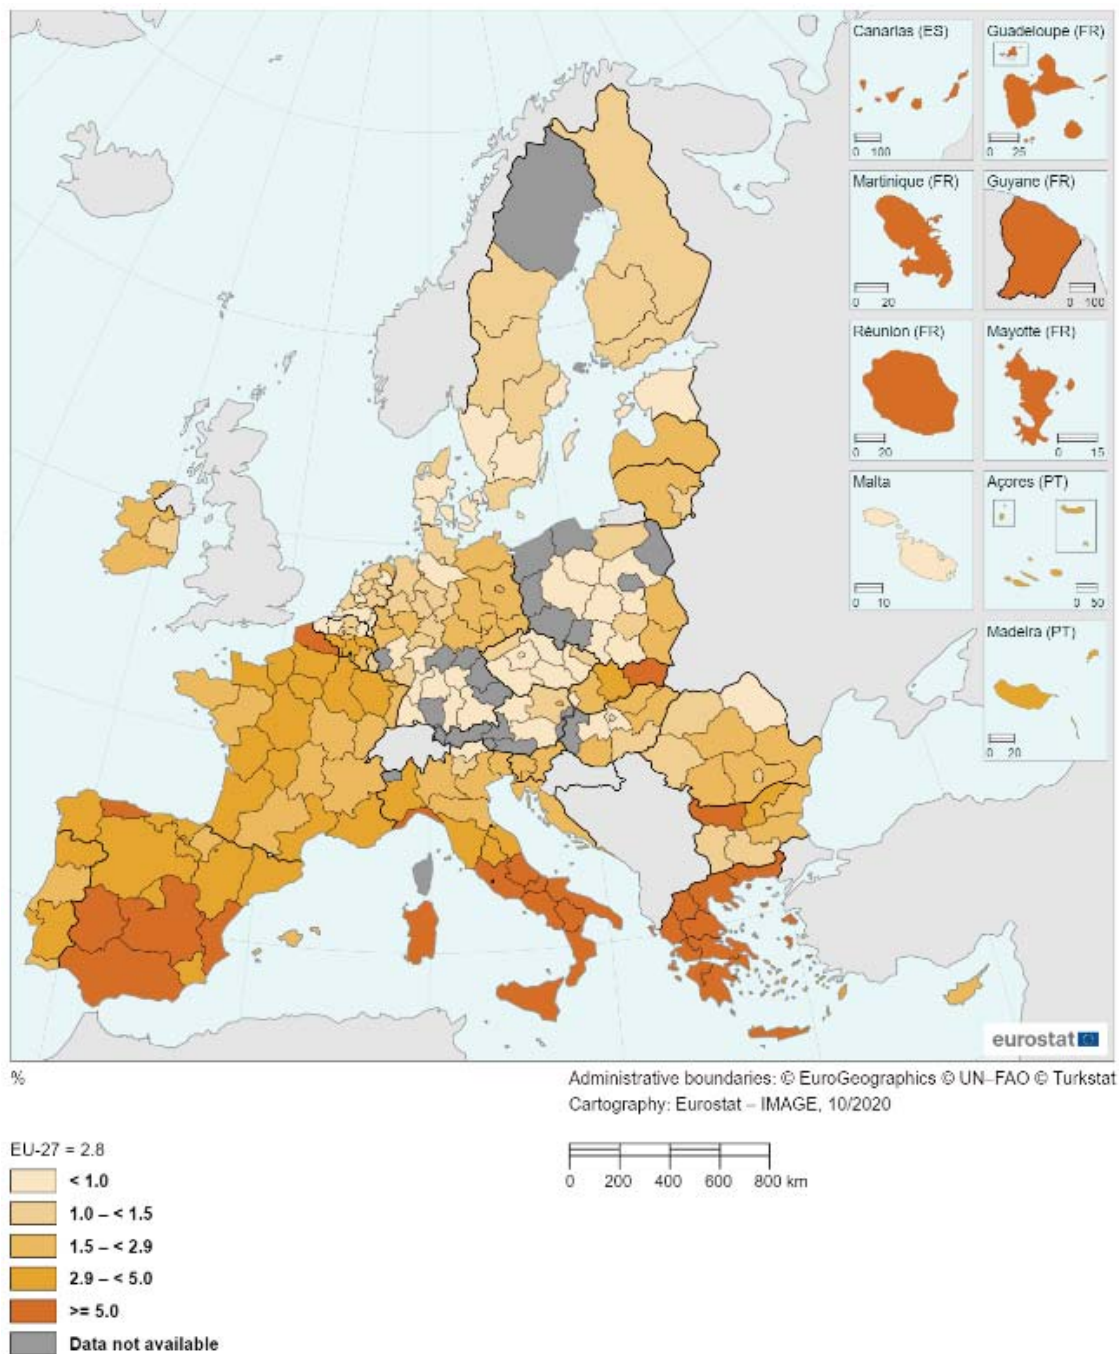 Canarias (ES)
0 100
Guadeloupe (FR)
0 25
Martinique (FR)
0 20
Guyane (FR)
0 100
Réunion (FR)
0 20
Mayotte (FR)
0 15
Malta
0 10
Açores (PT)
0 50
Madeira (PT)
0 20
eurostat
%
Administrative boundaries: © EuroGeographics © UN–FAO © Turkstat
Cartography: Eurostat – IMAGE, 10/2020
EU-27 = 2.8
< 1.0
1.0 – < 1.5
1.5 – < 2.9
2.9 – < 5.0
>= 5.0
Data not available
0 200 400 600 800 km